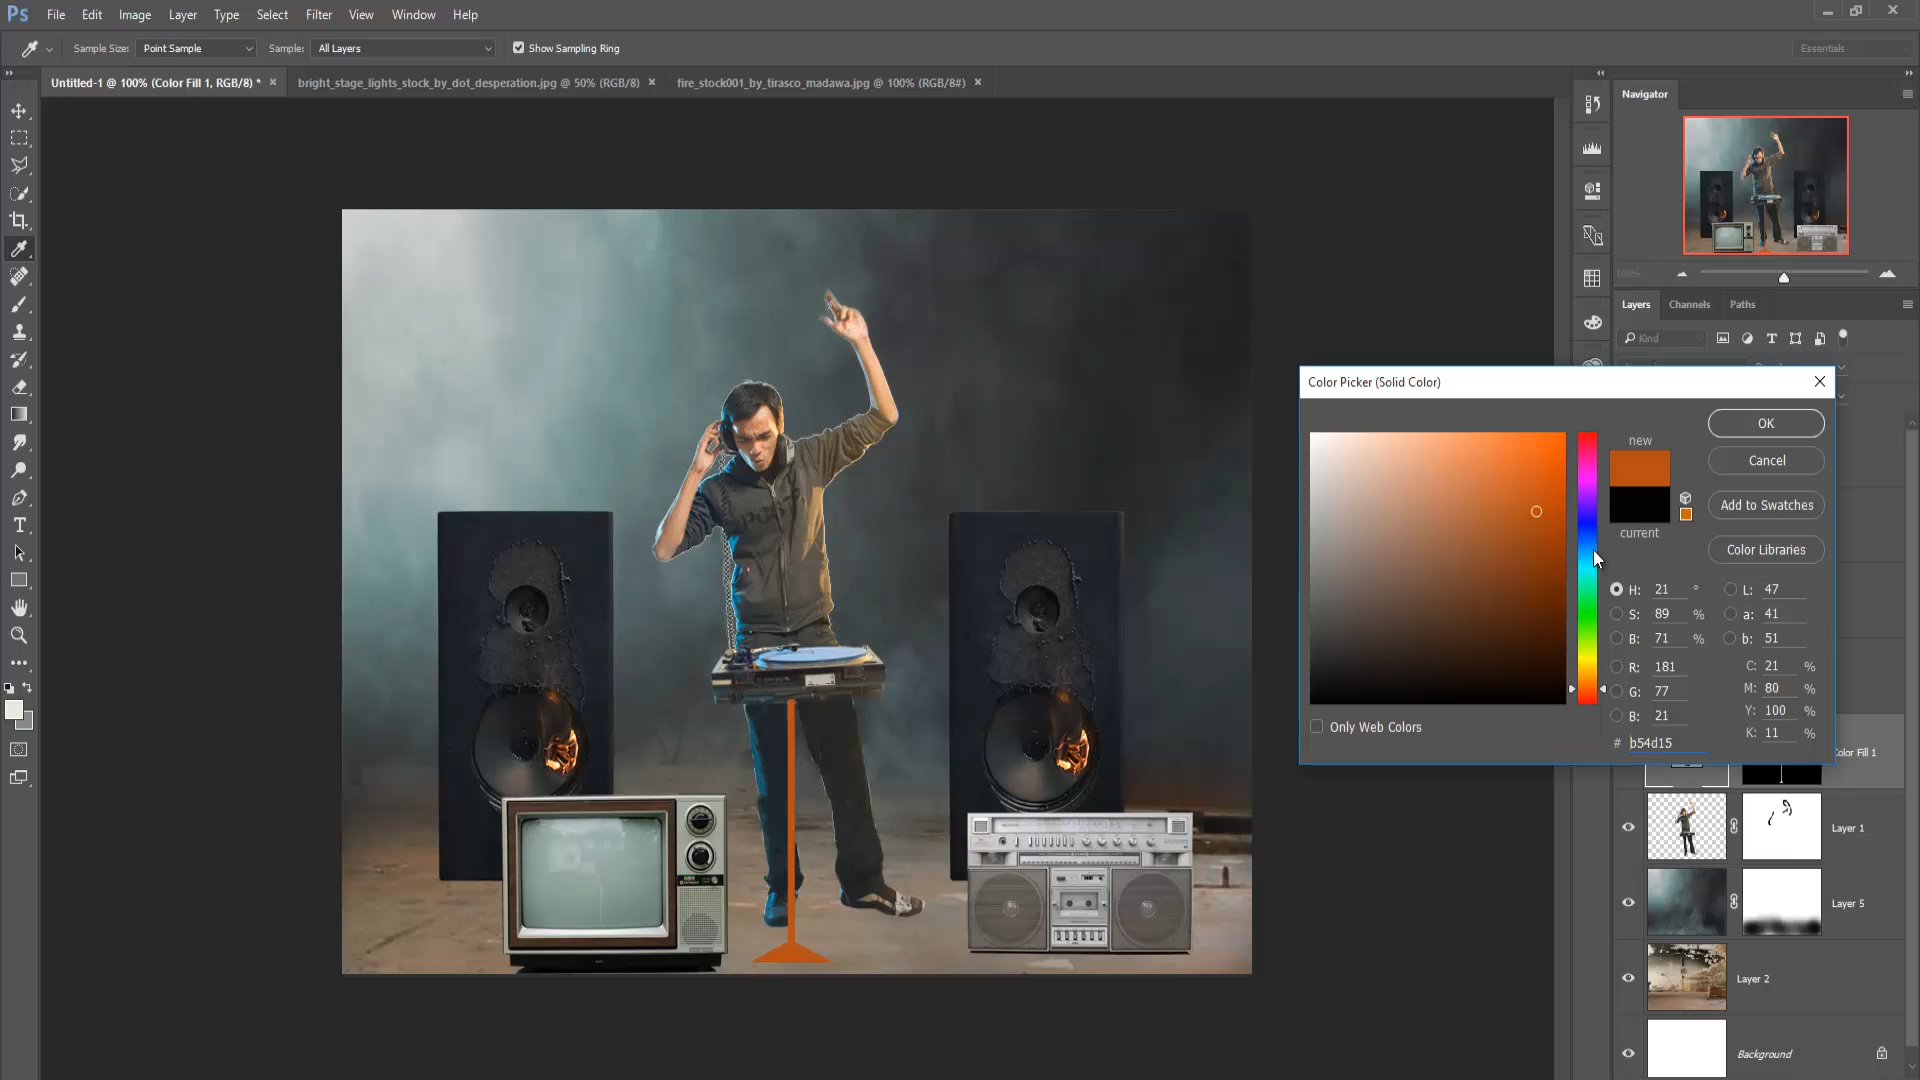 Ps File Edit Image Layer Type Select Filter View Window Help
Sample Size: Point Sample Sample: All Layers Show Sampling Ring Essentials
Untitled-1 @ 100% (Color Fill 1, RGB/8) * × bright_stage_lights_stock_by_dot_desperation.jpg @ 50% (RGB/8) × fire_stock001_by_tirasco_madawa.jpg @ 100% (RGB/8#) ×
Navigator
100%
Layers Channels Paths
Kind
Color Picker (Solid Color)
new
current
OK
Cancel
Add to Swatches
Color Libraries
H: 21 °
S: 89 %
B: 71 %
R: 181
G: 77
B: 21
# b54d15
L: 47
a: 41
b: 51
C: 21 %
M: 80 %
Y: 100 %
K: 11 %
Only Web Colors
Color Fill 1
Layer 1
Layer 5
Layer 2
Background